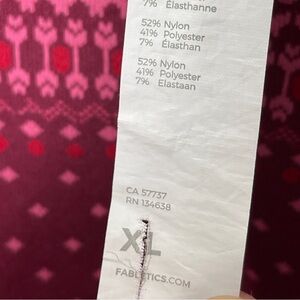 7% Élasthanne
52% Nylon
41% Polyester
7% Elasthan
52% Nylon
41% Polyester
7% Elastaan
CA 57737
RN 134638
XL
FABLETICS.COM